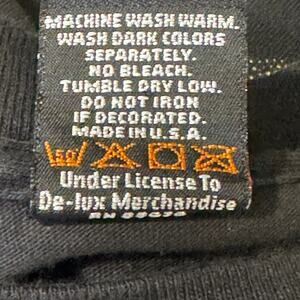 MACHINE WASH WARM.
WASH DARK COLORS
SEPARATELY.
NO BLEACH.
TUMBLE DRY LOW.
DO NOT IRON
IF DECORATED.
MADE IN U.S.A.
Under License To
De-lux Merchandise
RN